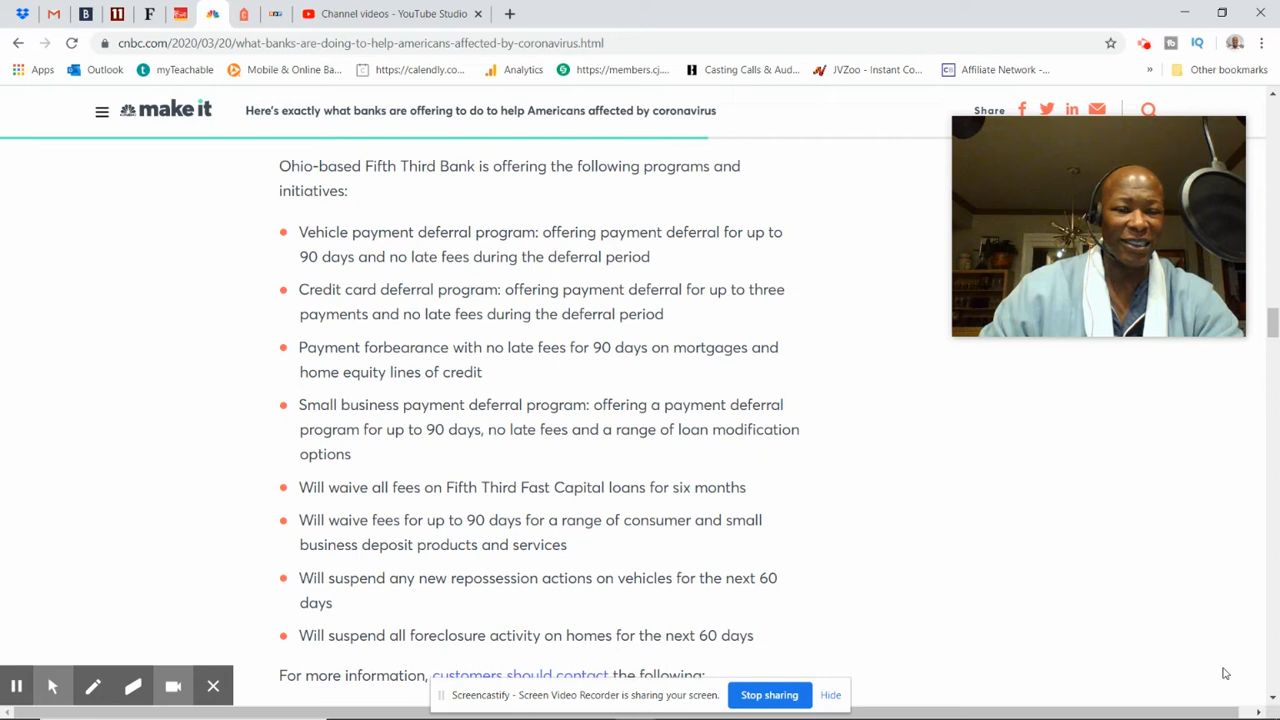 Channel videos - YouTube Studio
cnbc.com/2020/03/20/what-banks-are-doing-to-help-americans-affected-by-coronavirus.html
Apps Outlook myTeachable Mobile & Online Ba... https://calendly.co... Analytics https://members.cj... Casting Calls & Aud... JVZoo - Instant Co... Affiliate Network -... » Other bookmarks
make it Here's exactly what banks are offering to do to help Americans affected by coronavirus Share
Ohio-based Fifth Third Bank is offering the following programs and
initiatives:
Vehicle payment deferral program: offering payment deferral for up to
90 days and no late fees during the deferral period
Credit card deferral program: offering payment deferral for up to three
payments and no late fees during the deferral period
Payment forbearance with no late fees for 90 days on mortgages and
home equity lines of credit
Small business payment deferral program: offering a payment deferral
program for up to 90 days, no late fees and a range of loan modification
options
Will waive all fees on Fifth Third Fast Capital loans for six months
Will waive fees for up to 90 days for a range of consumer and small
business deposit products and services
Will suspend any new repossession actions on vehicles for the next 60
days
Will suspend all foreclosure activity on homes for the next 60 days
For more information, customers should contact the following:
Screencastify - Screen Video Recorder is sharing your screen. Stop sharing Hide